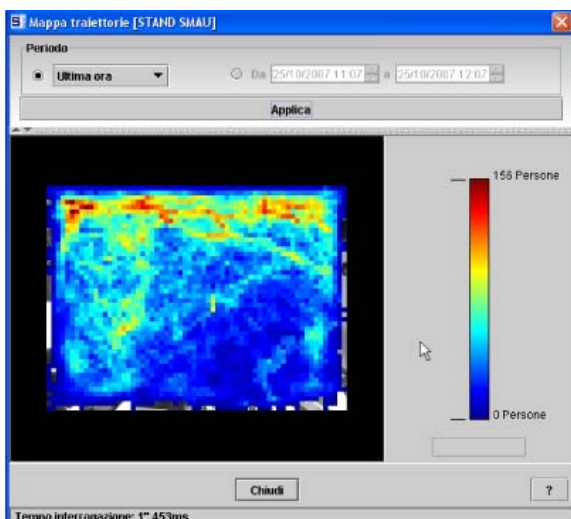 Mappa traiettorie [STAND SMAU]
Periodo
Ultima ora
Da 25/10/2007 11:07 a 25/10/2007 12:07
Applica
156 Persone
0 Persone
Chiudi
?
Tempo interrogazione: 1" 453ms